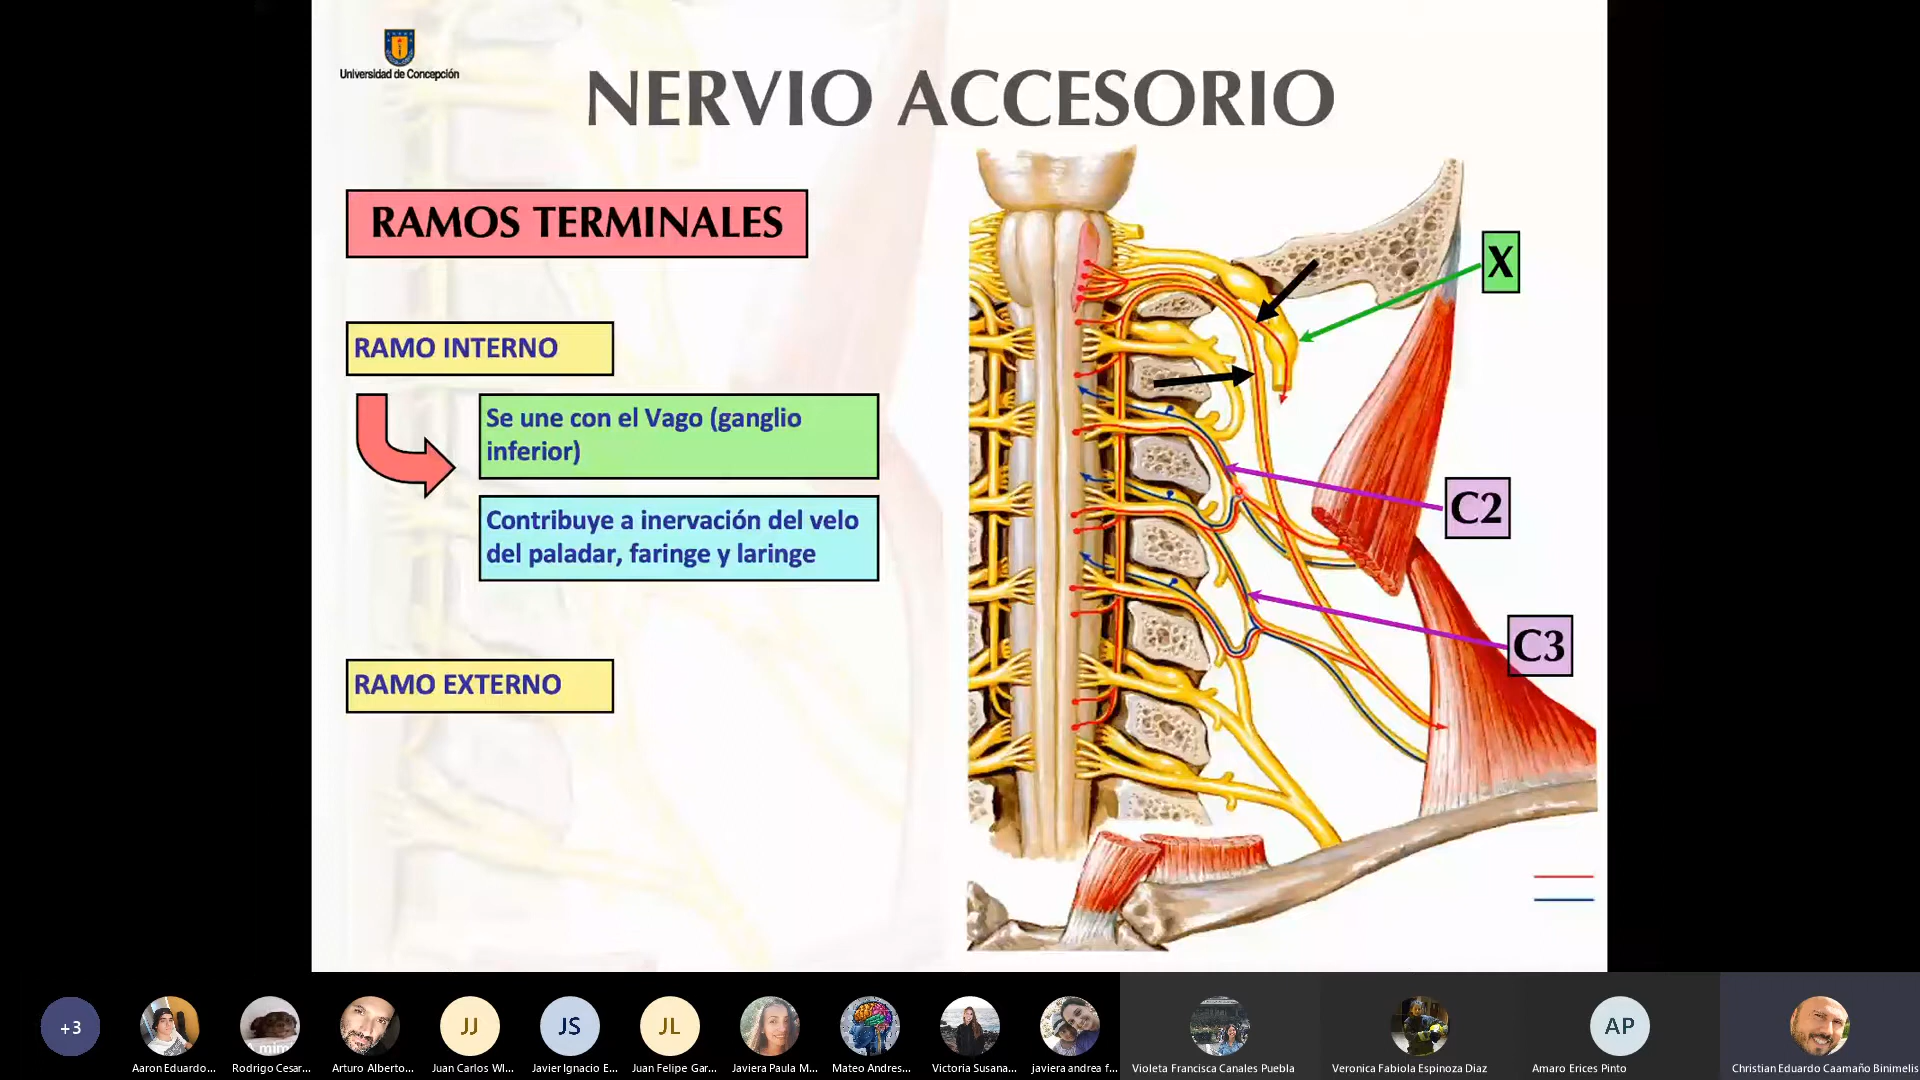 Universidad de Concepción
NERVIO ACCESORIO
RAMOS TERMINALES
RAMO INTERNO
Se une con el Vago (ganglio
inferior)
Contribuye a inervación del velo
del paladar, faringe y laringe
RAMO EXTERNO
X
C2
C3
+3
mim
JJ
JS
JL
AP
Aaron Eduardo...
Rodrigo Cesar...
Arturo Alberto...
Juan Carlos Wl...
Javier Ignacio E...
Juan Felipe Gar...
Javiera Paula M...
Mateo Andres...
Victoria Susana...
javiera andrea f...
Violeta Francisca Canales Puebla
Veronica Fabiola Espinoza Diaz
Amaro Erices Pinto
Christian Eduardo Caamaño Binimelis